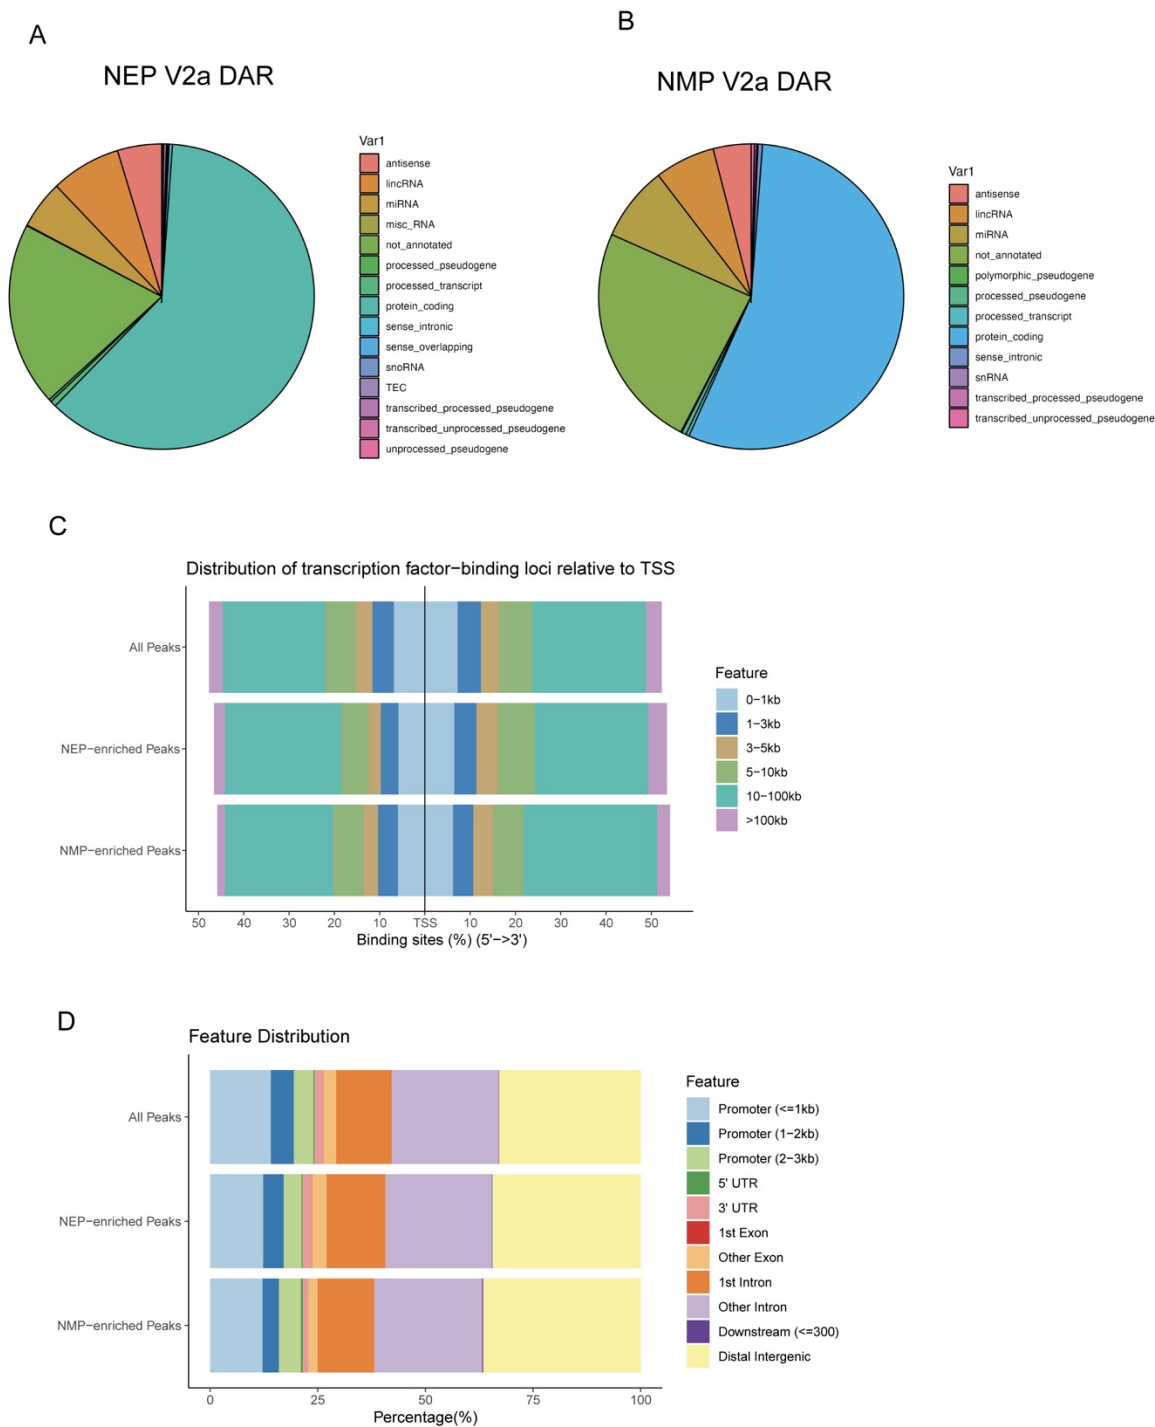 A
NEP V2a DAR
Var1
antisense
lincRNA
miRNA
misc_RNA
not_annotated
processed_pseudogene
processed_transcript
protein_coding
sense_intronic
sense_overlapping
snoRNA
TEC
transcribed_processed_pseudogene
transcribed_unprocessed_pseudogene
unprocessed_pseudogene
B
NMP V2a DAR
Var1
antisense
lincRNA
miRNA
not_annotated
polymorphic_pseudogene
processed_pseudogene
processed_transcript
protein_coding
sense_intronic
snRNA
transcribed_processed_pseudogene
transcribed_unprocessed_pseudogene
C
Distribution of transcription factor−binding loci relative to TSS
All Peaks
NEP−enriched Peaks
NMP−enriched Peaks
50 40 30 20 10 TSS 10 20 30 40 50
Binding sites (%) (5'−>3')
Feature
0−1kb
1−3kb
3−5kb
5−10kb
10−100kb
>100kb
D
Feature Distribution
All Peaks
NEP−enriched Peaks
NMP−enriched Peaks
0 25 50 75 100
Percentage(%)
Feature
Promoter (<=1kb)
Promoter (1−2kb)
Promoter (2−3kb)
5' UTR
3' UTR
1st Exon
Other Exon
1st Intron
Other Intron
Downstream (<=300)
Distal Intergenic